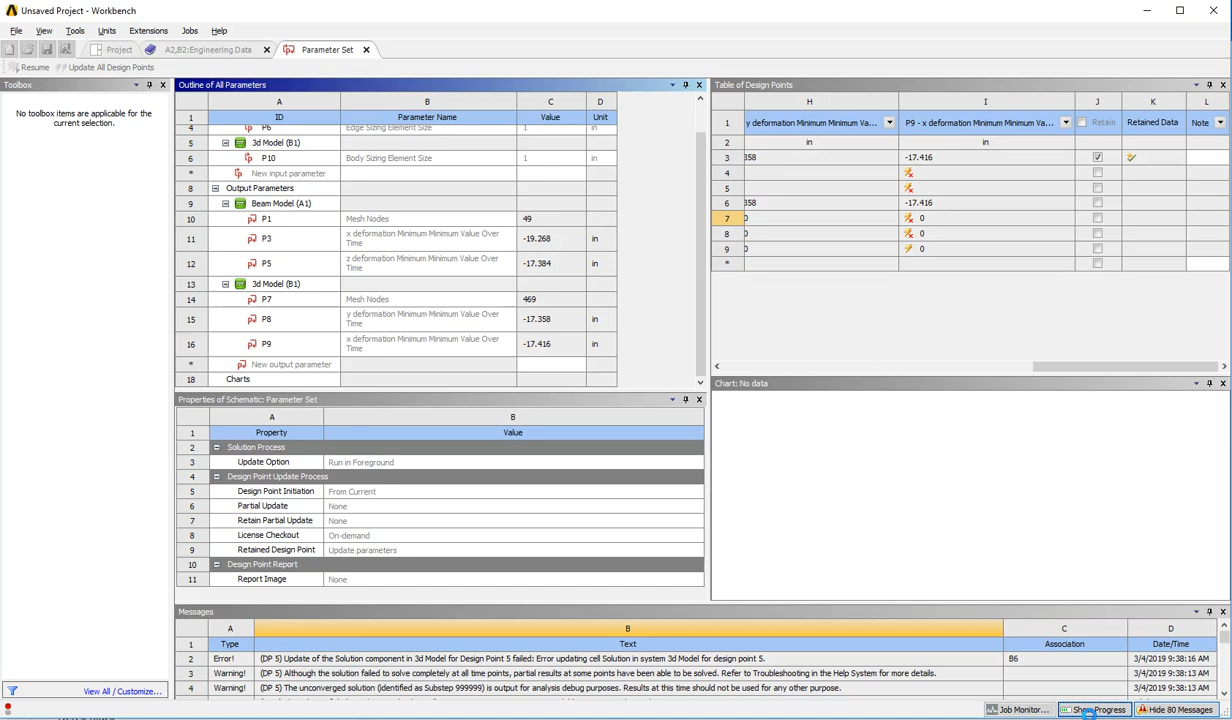 Unsaved Project - Workbench
File View Tools Units Extensions Jobs Help
Project A2,B2:Engineering Data Parameter Set
Resume Update All Design Points
Toolbox
No toolbox items are applicable for the
current selection.
View All / Customize...
Outline of All Parameters
A B C D
1 ID Parameter Name Value Unit
4 P6 Edge Sizing Element Size 1 in
5 3d Model (B1)
6 P10 Body Sizing Element Size 1 in
* New input parameter
8 Output Parameters
9 Beam Model (A1)
10 P1 Mesh Nodes 49
11 P3 x deformation Minimum Minimum Value Over
Time -19.268 in
12 P5 z deformation Minimum Minimum Value Over
Time -17.384 in
13 3d Model (B1)
14 P7 Mesh Nodes 469
15 P8 y deformation Minimum Minimum Value Over
Time -17.358 in
16 P9 x deformation Minimum Minimum Value Over
Time -17.416 in
* New output parameter
18 Charts
Properties of Schematic: Parameter Set
A B
1 Property Value
2 Solution Process
3 Update Option Run in Foreground
4 Design Point Update Process
5 Design Point Initiation From Current
6 Partial Update None
7 Retain Partial Update None
8 License Checkout On-demand
9 Retained Design Point Update parameters
10 Design Point Report
11 Report Image None
Table of Design Points
H I J K L
1 y deformation Minimum Minimum Va... P9 - x deformation Minimum Minimum Va... Retain Retained Data Note
2 in in
3 358 -17.416
4
5
6 358 -17.416
7 0 0
8 0 0
9 0 0
*
Chart: No data
Messages
A B C D
1 Type Text Association Date/Time
2 Error! (DP 5) Update of the Solution component in 3d Model for Design Point 5 failed: Error updating cell Solution in system 3d Model for design point 5. B6 3/4/2019 9:38:16 AM
3 Warning! (DP 5) Although the solution failed to solve completely at all time points, partial results at some points have been able to be solved. Refer to Troubleshooting in the Help System for more details. 3/4/2019 9:38:13 AM
4 Warning! (DP 5) The unconverged solution (identified as Substep 999999) is output for analysis debug purposes. Results at this time should not be used for any other purpose. 3/4/2019 9:38:13 AM
Job Monitor... Show Progress Hide 80 Messages